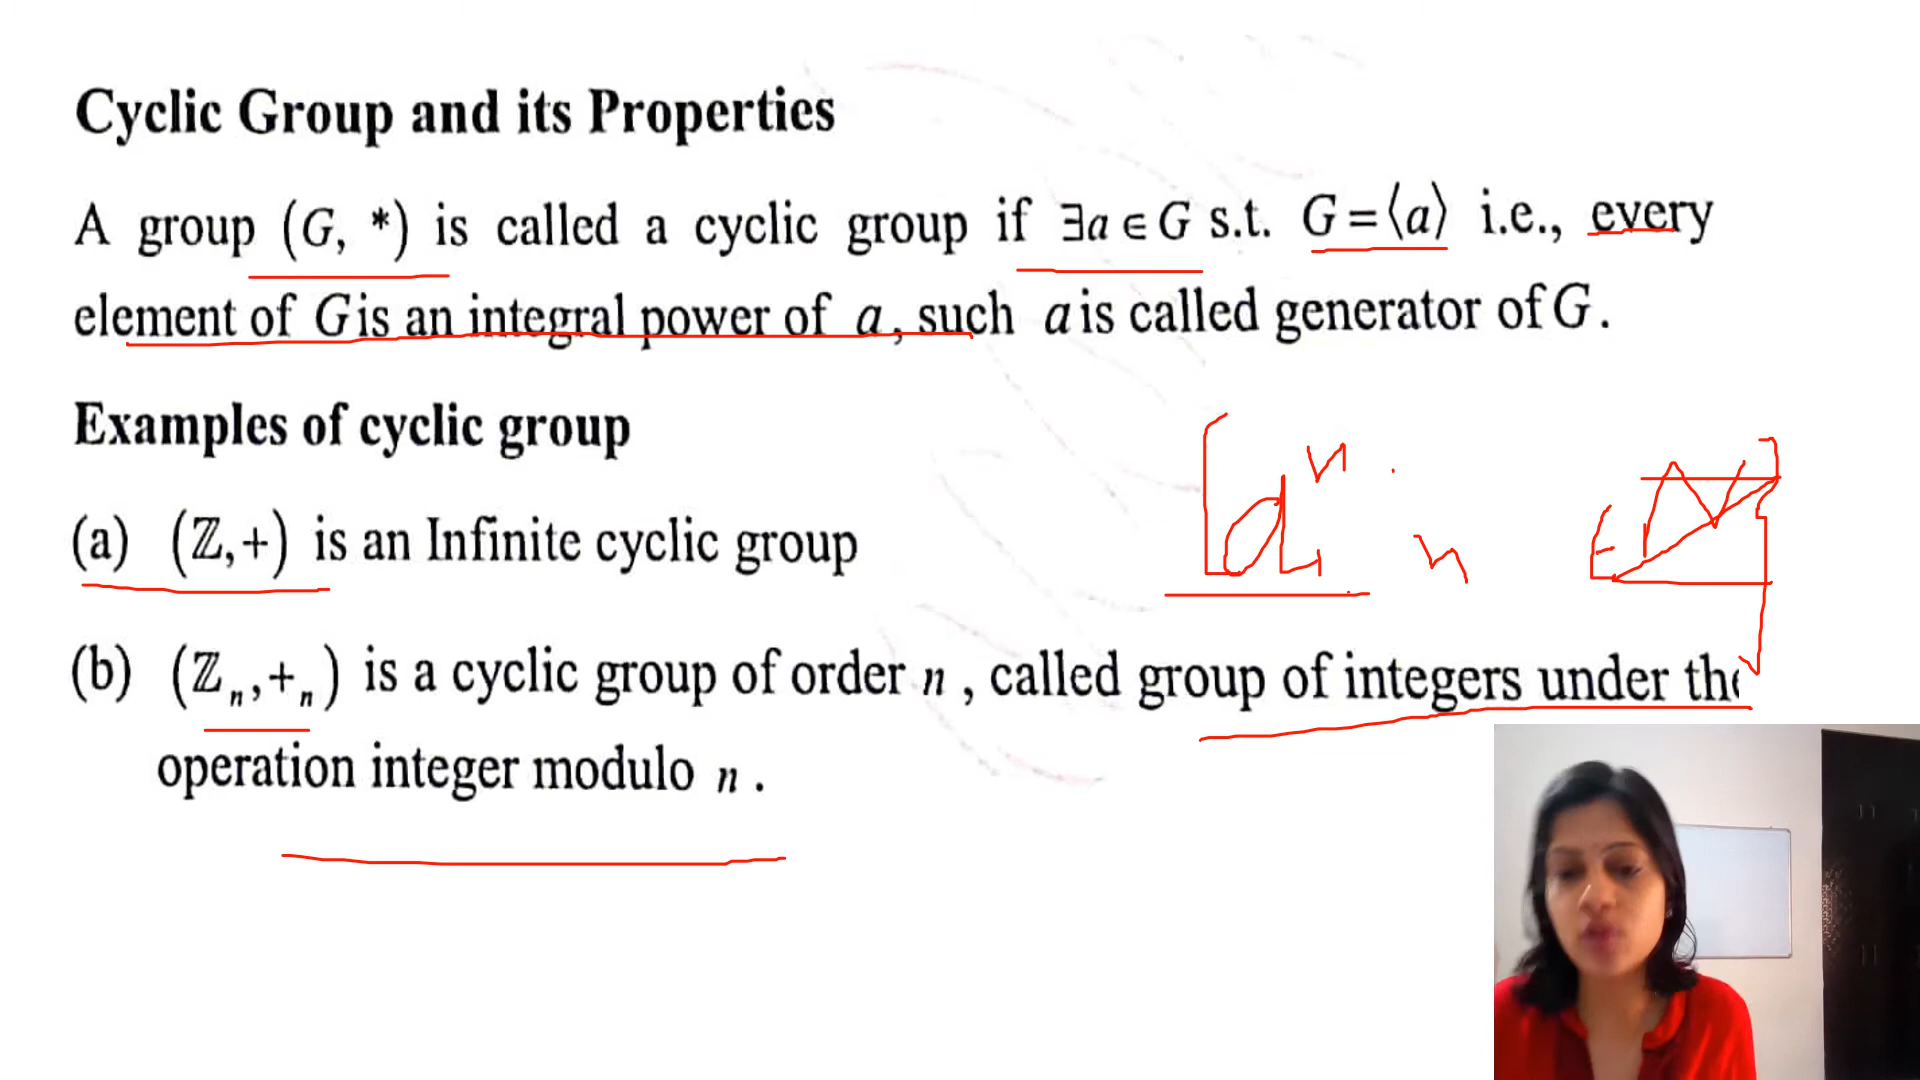 Cyclic Group and its Properties
A group (G, *) is called a cyclic group if ∃a ∈ G s.t. G = ⟨a⟩ i.e., every
element of G is an integral power of a, such a is called generator of G.
Examples of cyclic group
(a) (ℤ, +) is an Infinite cyclic group
aⁿ
n
(b) (ℤₙ, +ₙ) is a cyclic group of order n, called group of integers under the
operation integer modulo n.